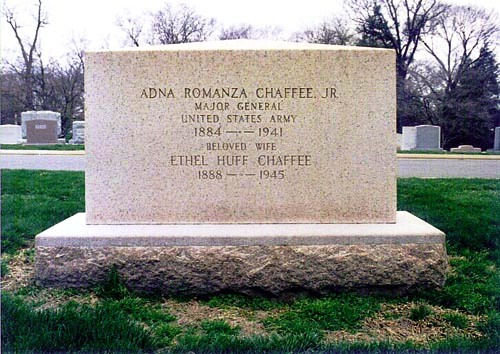 ADNA ROMANZA CHAFFEE, JR.
MAJOR GENERAL
UNITED STATES ARMY
1884 –·– 1941
BELOVED WIFE
ETHEL HUFF CHAFFEE
1888 –·– 1945